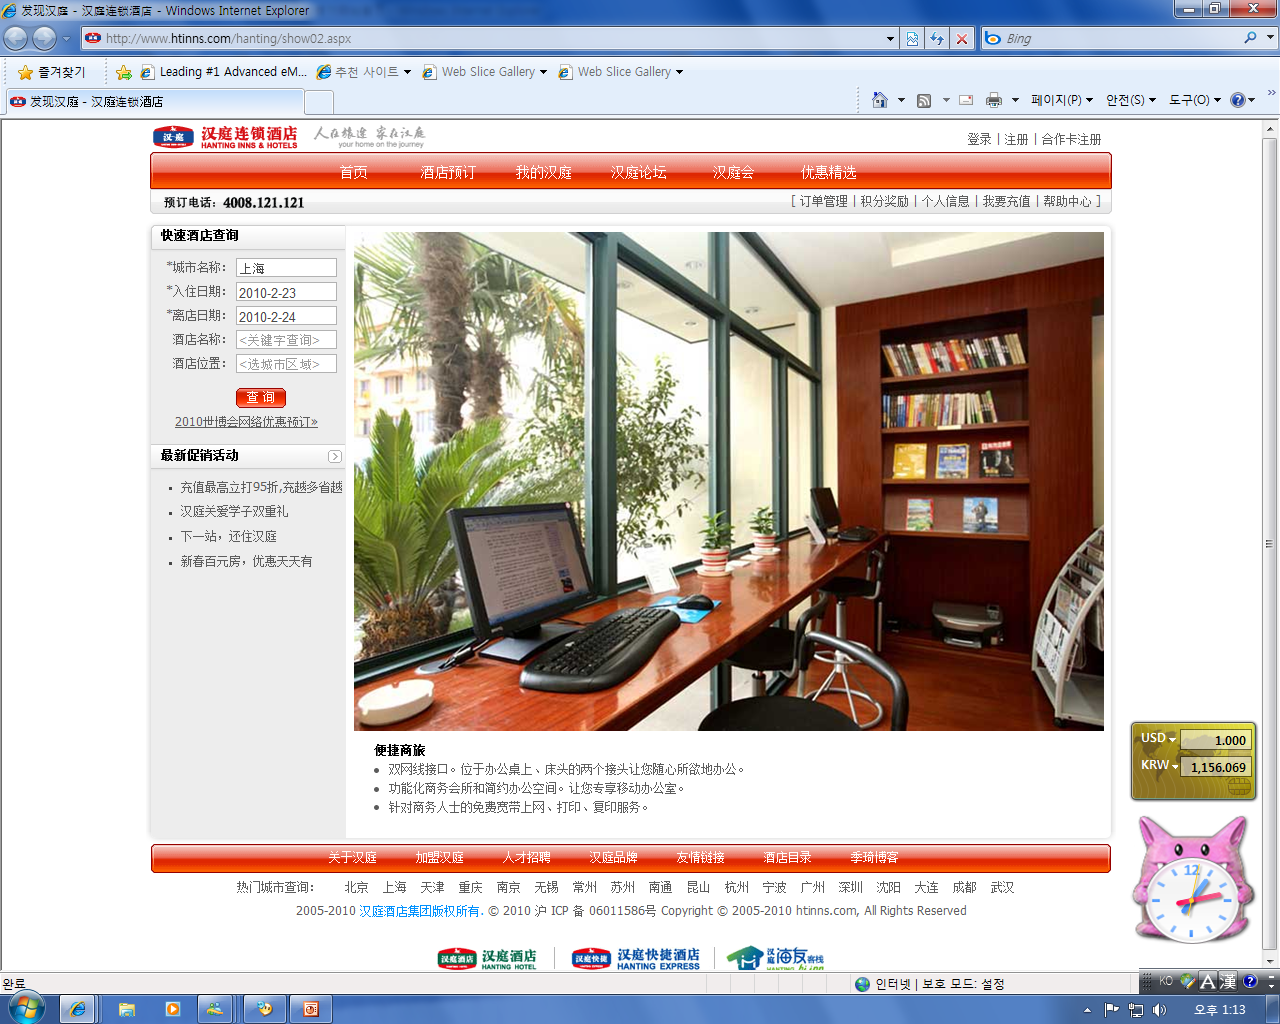 发现汉庭 - 汉庭连锁酒店 - Windows Internet Explorer
http://www.htinns.com/hanting/show02.aspx
Bing
즐겨찾기
Leading #1 Advanced eM...
추천 사이트
Web Slice Gallery
Web Slice Gallery
发现汉庭 - 汉庭连锁酒店
페이지(P)
안전(S)
도구(O)
汉·庭
汉庭连锁酒店
HANTING INNS & HOTELS
人在旅途 家在汉庭
your home on the journey
登录 | 注册 | 合作卡注册
首页 酒店预订 我的汉庭 汉庭论坛 汉庭会 优惠精选
预订电话：4008.121.121
[ 订单管理 | 积分奖励 | 个人信息 | 我要充值 | 帮助中心 ]
快速酒店查询
*城市名称： 上海
*入住日期： 2010-2-23
*离店日期： 2010-2-24
酒店名称： <关键字查询>
酒店位置： <选城市区域>
查 询
2010世博会网络优惠预订»
最新促销活动
充值最高立打95折,充越多省越
汉庭关爱学子双重礼
下一站，还住汉庭
新春百元房，优惠天天有
便捷商旅
双网线接口。位于办公桌上、床头的两个接头让您随心所欲地办公。
功能化商务会所和简约办公空间。让您专享移动办公室。
针对商务人士的免费宽带上网、打印、复印服务。
USD 1.000
KRW 1,156.069
12
关于汉庭 加盟汉庭 人才招聘 汉庭品牌 友情链接 酒店目录 季琦博客
热门城市查询： 北京 上海 天津 重庆 南京 无锡 常州 苏州 南通 昆山 杭州 宁波 广州 深圳 沈阳 大连 成都 武汉
2005-2010 汉庭酒店集团版权所有. © 2010 沪 ICP 备 06011586号 Copyright © 2005-2010 htinns.com, All Rights Reserved
汉·庭 汉庭酒店
HANTING HOTEL
汉庭快捷 汉庭快捷酒店
HANTING EXPRESS
汉庭 海友客栈
HANTING hi inn
完了
인터넷 | 보호 모드: 설정
KO A 漢
오후 1:13